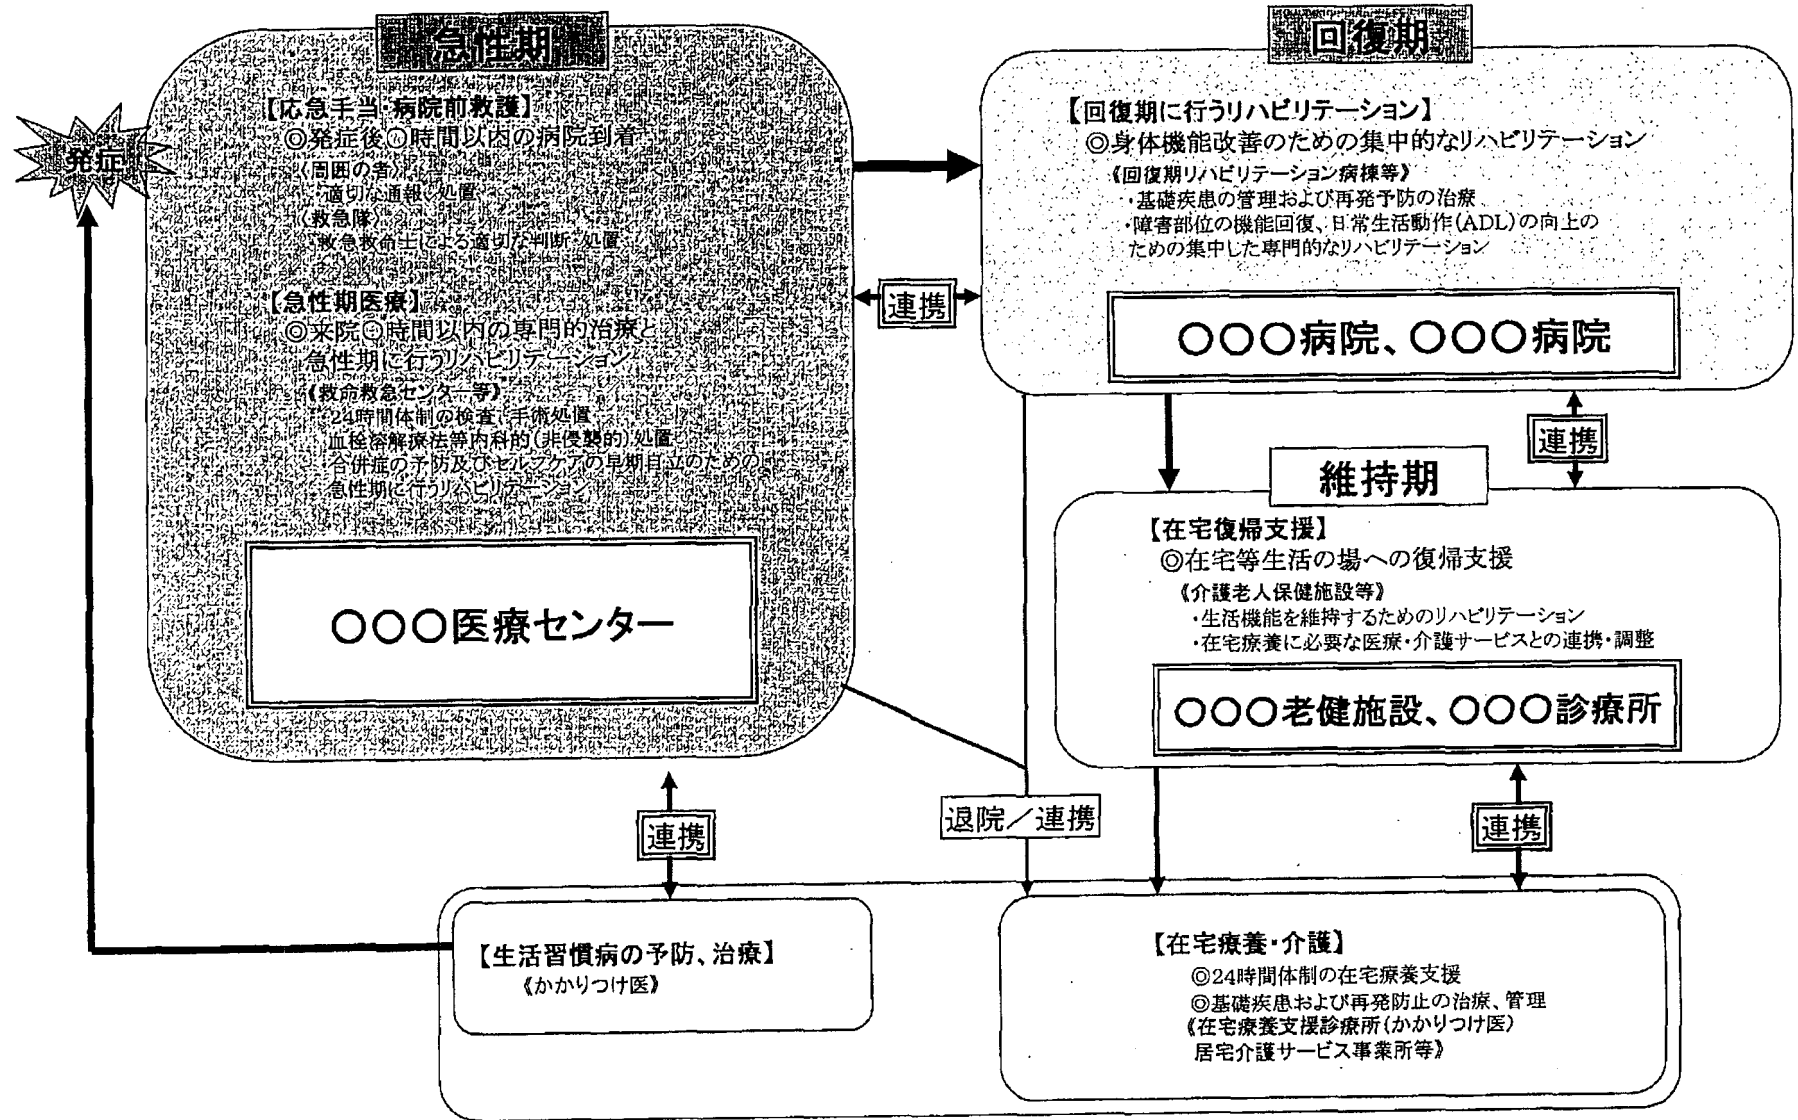 急性期
発症
【応急手当・病院前救護】
◎発症後○時間以内の病院到着
〈周囲の者〉
・適切な通報、処置
〈救急隊〉
・救急救命士による適切な判断・処置
【急性期医療】
◎来院○時間以内の専門的治療と
急性期に行うリハビリテーション
《救命救急センター等》
・24時間体制の検査、手術処置
・血栓溶解療法等内科的(非侵襲的)処置
・合併症の予防及びセルフケアの早期自立のための
急性期に行うリハビリテーション
○○○医療センター
回復期
【回復期に行うリハビリテーション】
◎身体機能改善のための集中的なリハビリテーション
《回復期リハビリテーション病棟等》
・基礎疾患の管理および再発予防の治療
・障害部位の機能回復、日常生活動作(ADL)の向上の
ための集中した専門的なリハビリテーション
○○○病院、○○○病院
連携
連携
維持期
【在宅復帰支援】
◎在宅等生活の場への復帰支援
《介護老人保健施設等》
・生活機能を維持するためのリハビリテーション
・在宅療養に必要な医療・介護サービスとの連携・調整
○○○老健施設、○○○診療所
連携
退院／連携
連携
【生活習慣病の予防、治療】
《かかりつけ医》
【在宅療養・介護】
◎24時間体制の在宅療養支援
◎基礎疾患および再発防止の治療、管理
《在宅療養支援診療所(かかりつけ医)
居宅介護サービス事業所等》